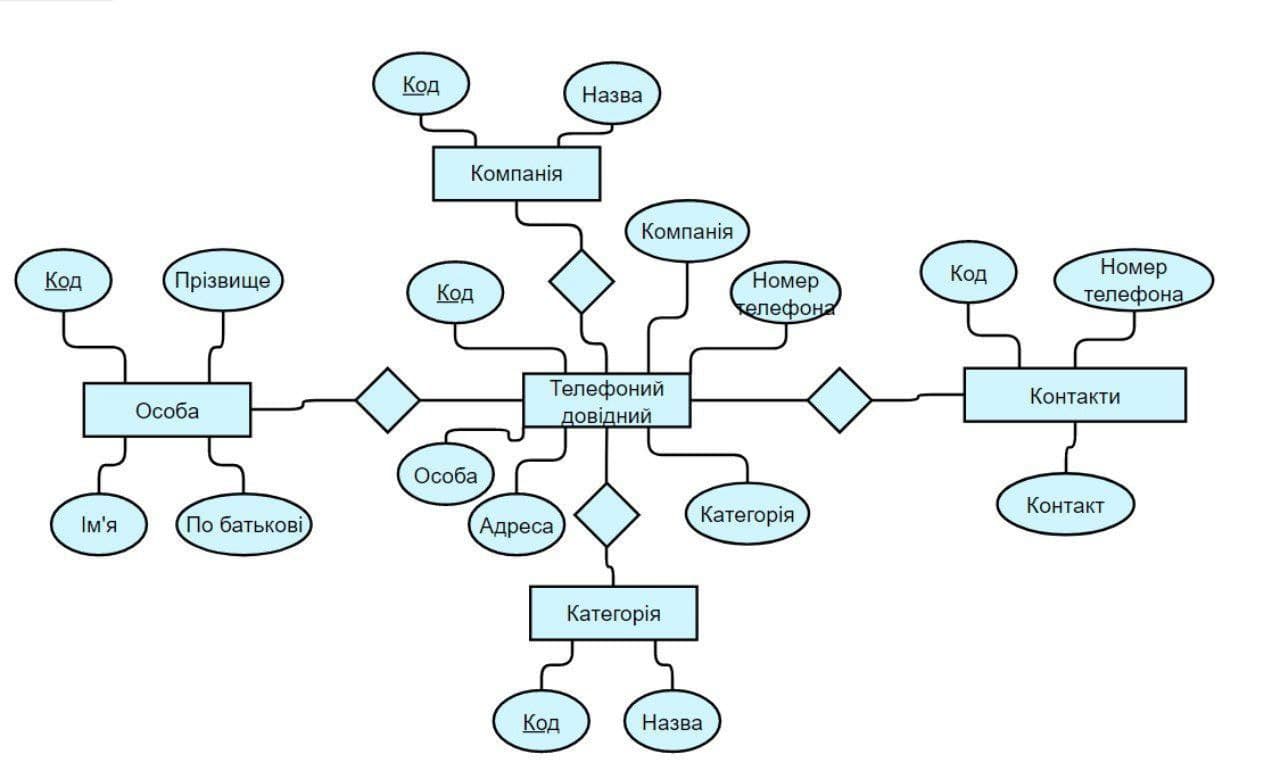 Код
Назва
Компанія
Компанія
Код
Прізвище
Код
Номер
телефона
Код
Номер
телефона
Особа
Телефоний
довідний
Контакти
Особа
Адреса
Категорія
Контакт
Ім'я
По батькові
Категорія
Код
Назва